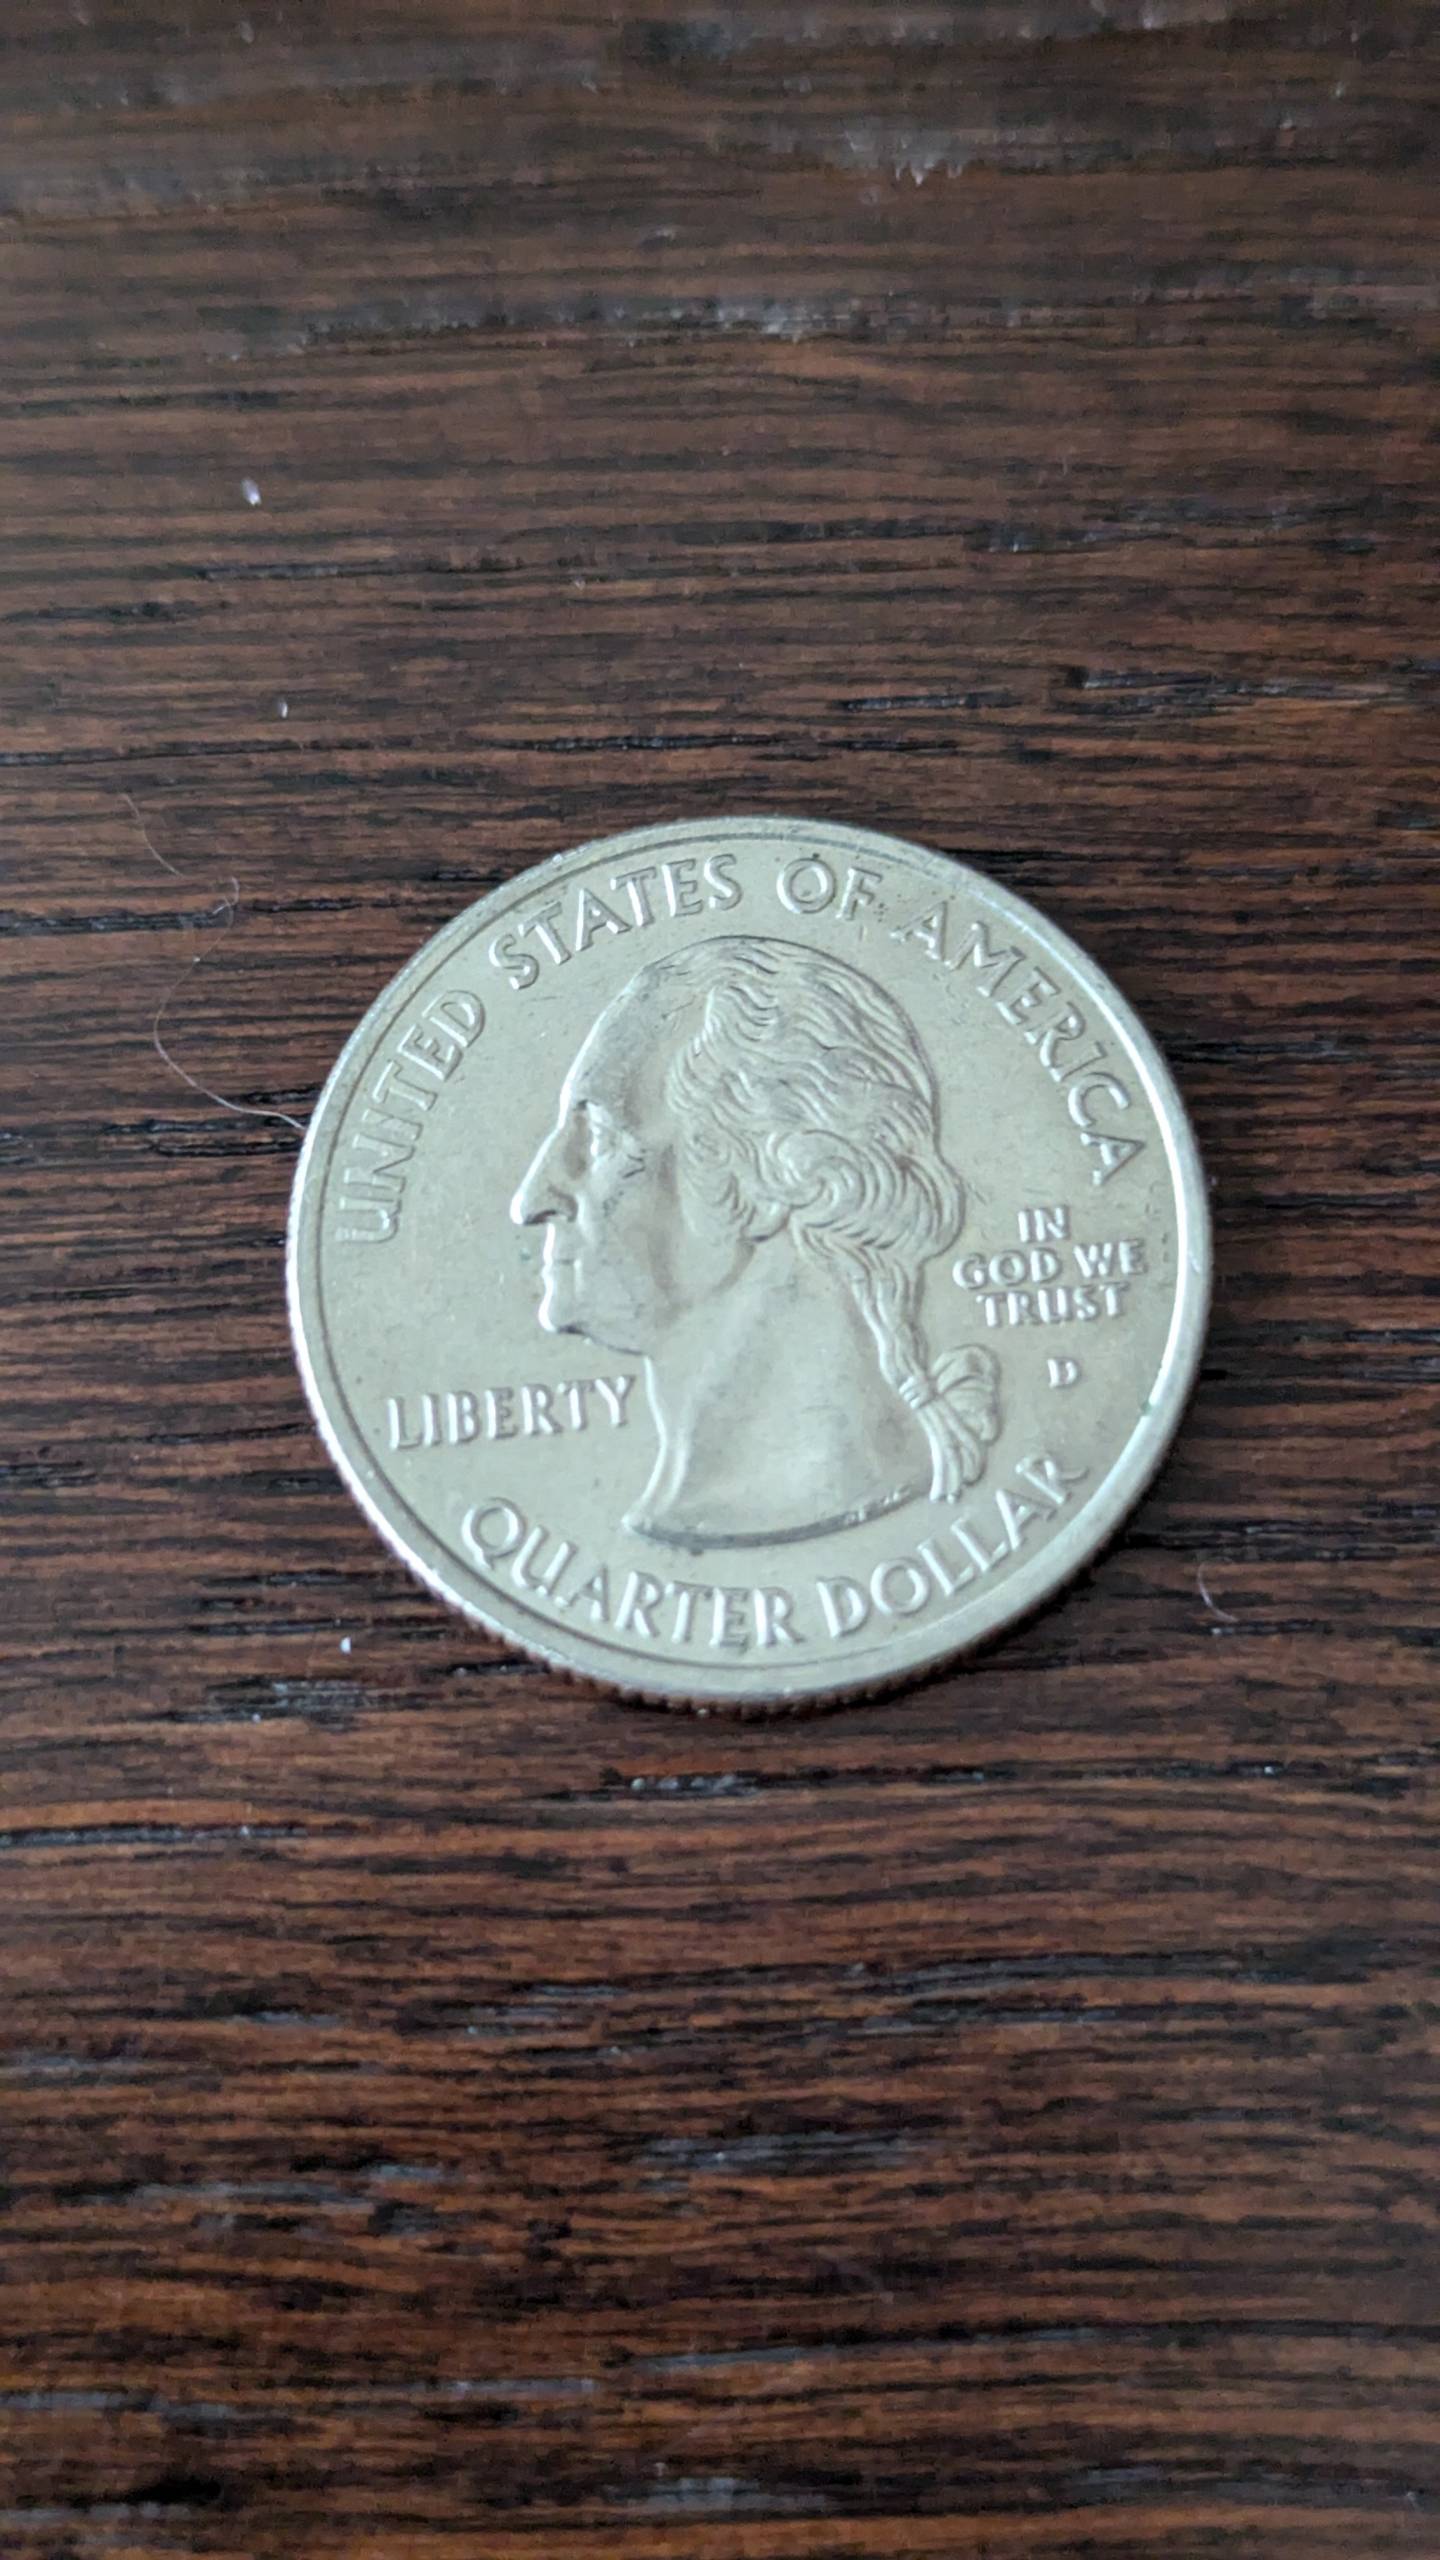 UNITED STATES OF AMERICA
IN
GOD WE
TRUST
D
LIBERTY
QUARTER DOLLAR